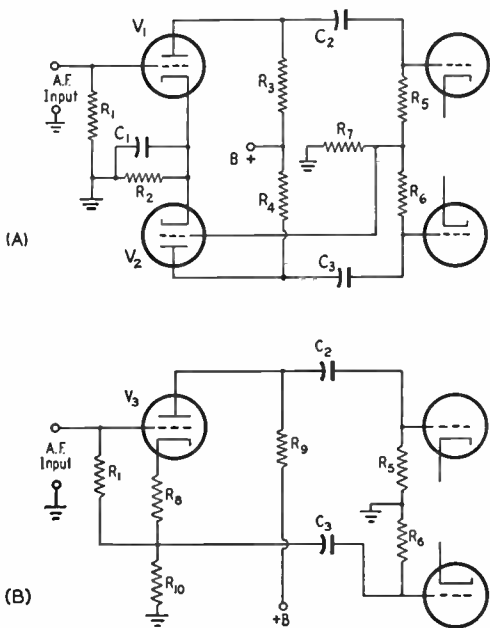 V1
C2
A.F.
Input
R1
C1
R2
R3
B +
R7
R5
R4
R6
(A)
V2
C3
C2
V3
A.F.
Input
R1
R8
R9
R5
C3
R6
R10
(B)
+B